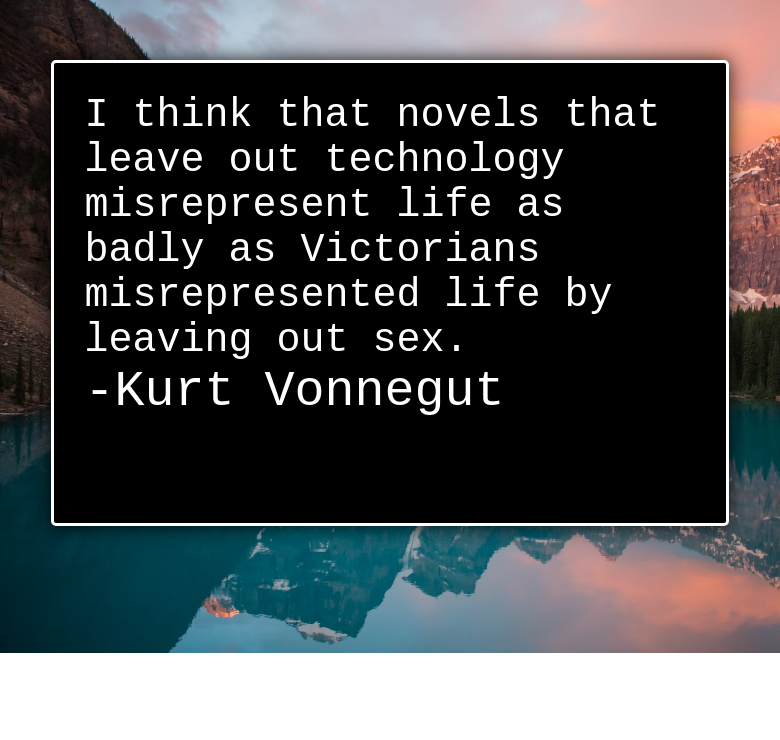 I think that novels that
leave out technology
misrepresent life as
badly as Victorians
misrepresented life by
leaving out sex.
-Kurt Vonnegut